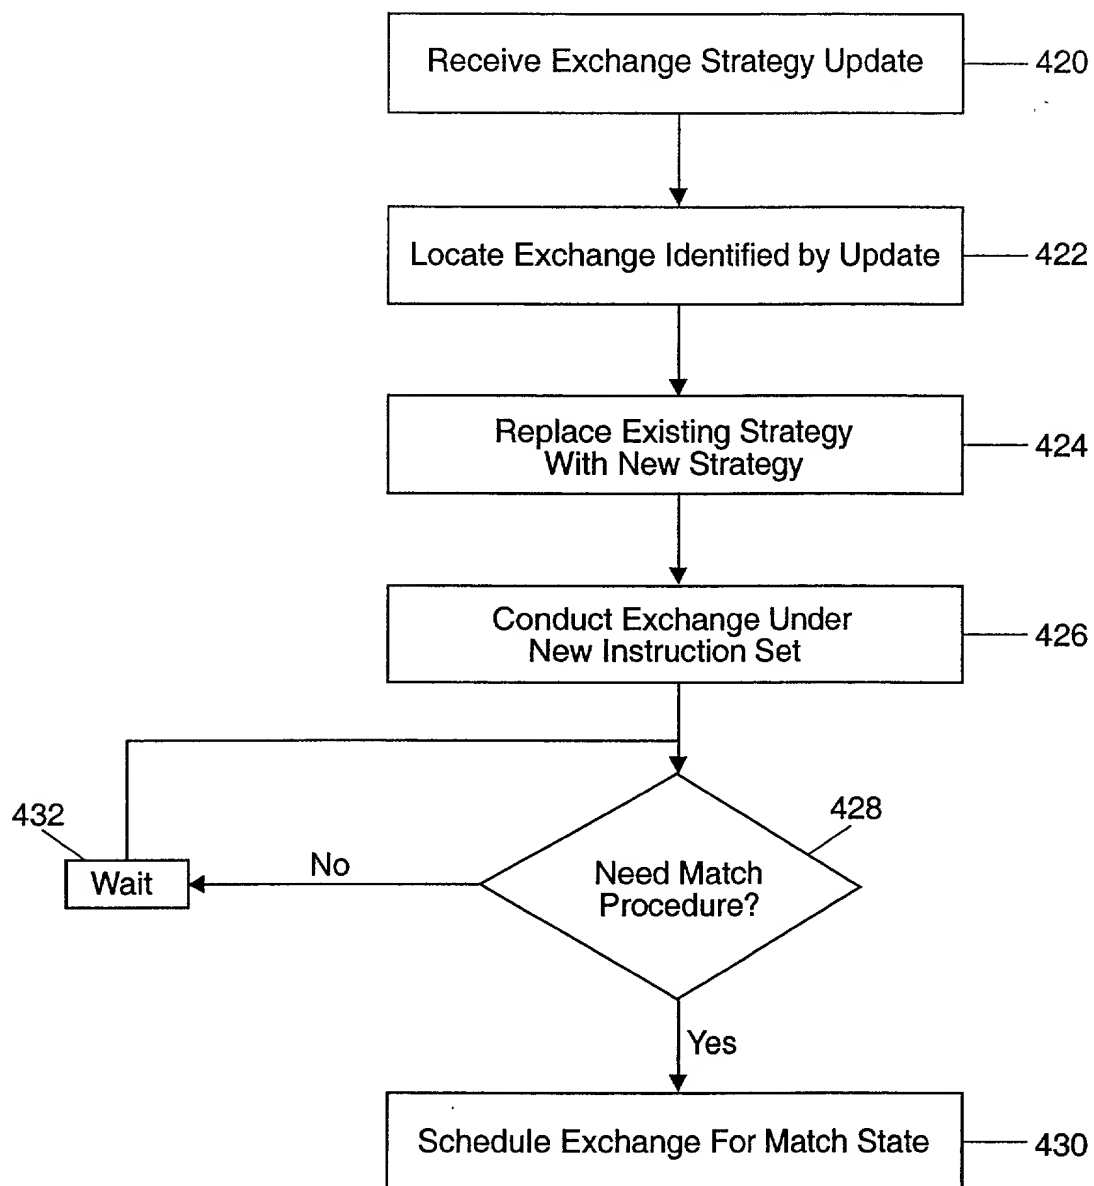 Receive Exchange Strategy Update
420
Locate Exchange Identified by Update
422
Replace Existing Strategy
With New Strategy
424
Conduct Exchange Under
New Instruction Set
426
432
428
Wait
No
Need Match
Procedure?
Yes
Schedule Exchange For Match State
430